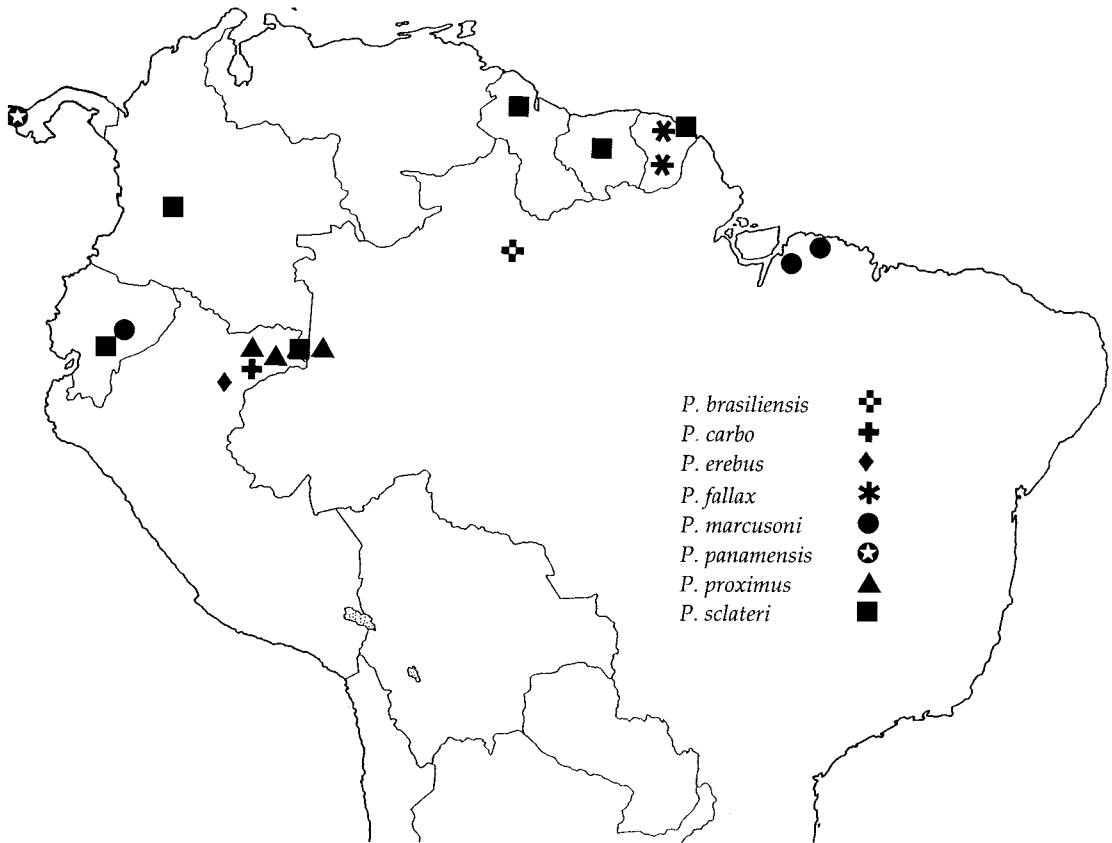 P. brasiliensis
P. carbo
P. erebus
P. fallax
P. marcusoni
P. panamensis
P. proximus
P. sclateri